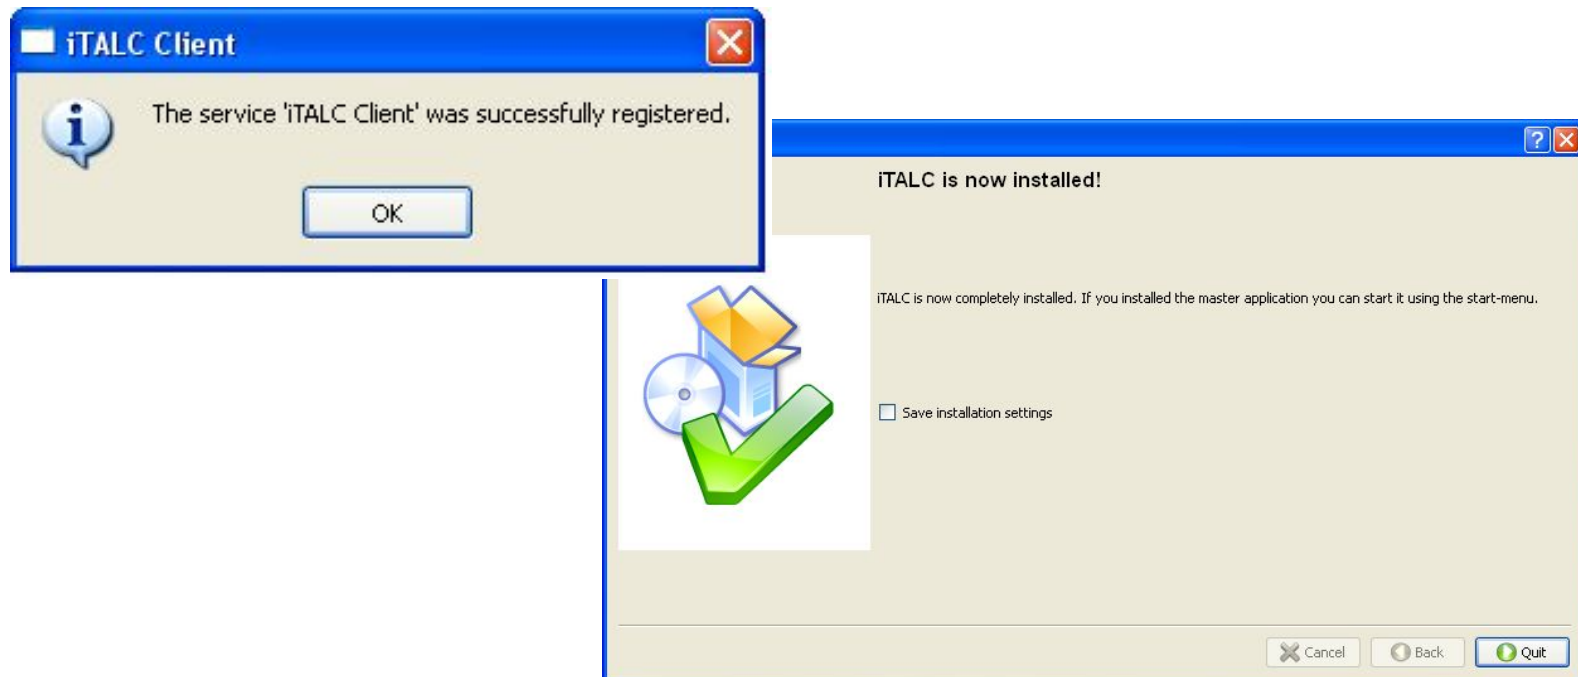 iTALC Client
The service 'iTALC Client' was successfully registered.
OK
iTALC is now installed!
iTALC is now completely installed. If you installed the master application you can start it using the start-menu.
Save installation settings
Cancel Back Quit